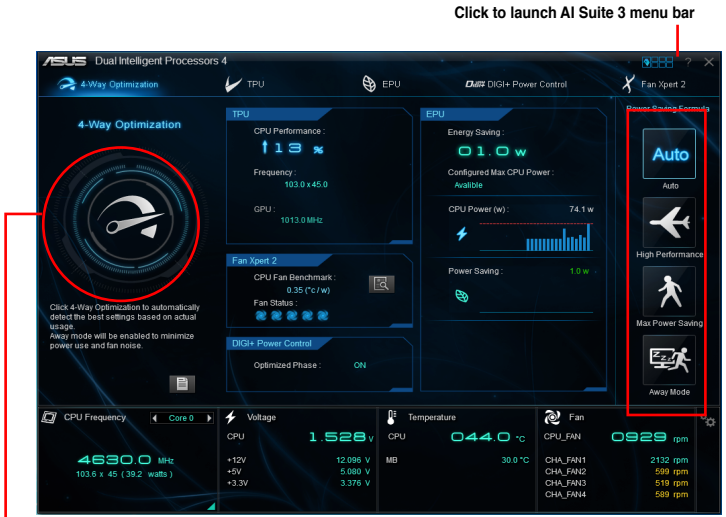 Click to launch AI Suite 3 menu bar
ASUS Dual Intelligent Processors 4
?
4-Way Optimization
TPU
EPU
DIGI+ DIGI+ Power Control
Fan Xpert 2
4-Way Optimization
Click 4-Way Optimization to automatically
detect the best settings based on actual
usage.
Away mode will be enabled to minimize
power use and fan noise.
TPU
CPU Performance :
13 %
Frequency :
103.0 x 45.0
GPU :
1013.0 MHz
Fan Xpert 2
CPU Fan Benchmark :
0.35 (°c / w)
Fan Status :
DIGI+ Power Control
Optimized Phase : ON
EPU
Energy Saving :
01.0 w
Configured Max CPU Power :
Avalible
CPU Power (w) : 74.1 w
Power Saving : 1.0 w
Power Saving Formula
Auto
Auto
High Performance
Max Power Saving
Zzz
Away Mode
CPU Frequency Core 0
4630.0 MHz
103.6 x 45 ( 39.2 watts )
Voltage
CPU 1.528 v
+12V 12.096 V
+5V 5.080 V
+3.3V 3.376 V
Temperature
CPU 044.0 °c
MB 30.0 °C
Fan
CPU_FAN 0929 rpm
CHA_FAN1 2132 rpm
CHA_FAN2 599 rpm
CHA_FAN3 519 rpm
CHA_FAN4 589 rpm